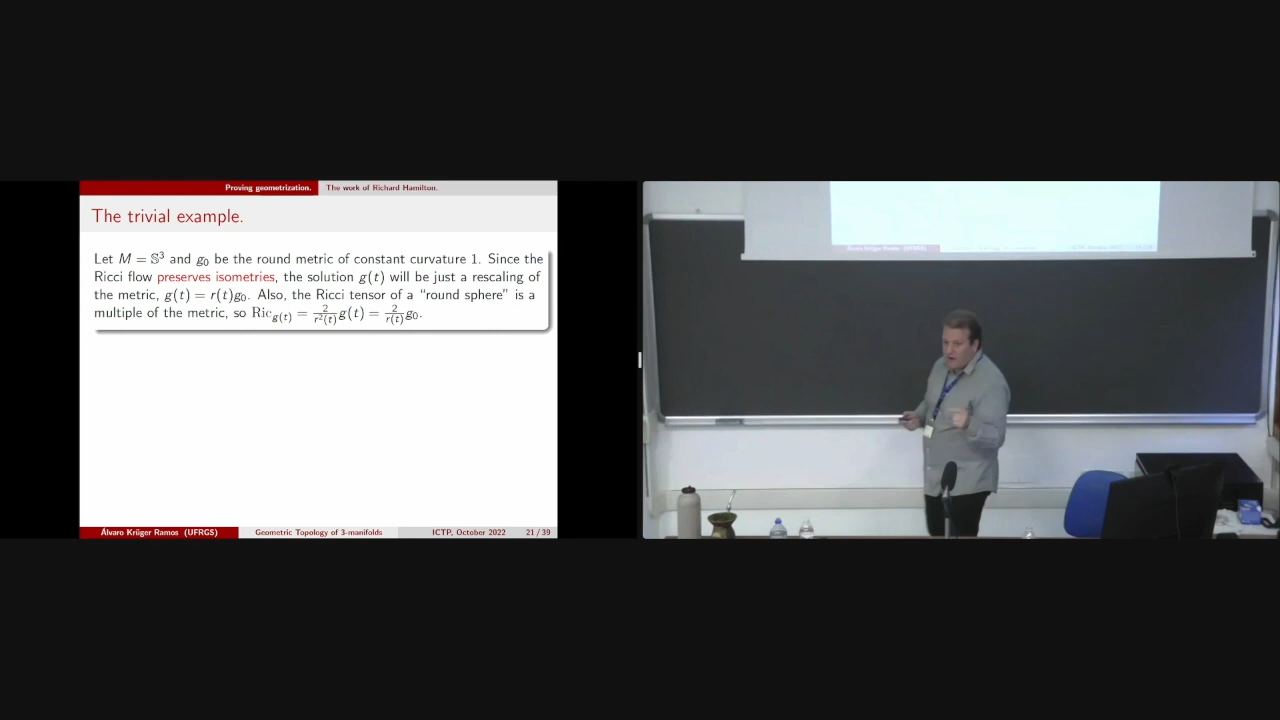 Proving geometrization. The work of Richard Hamilton.
The trivial example.
Let M = 𝕊³ and g₀ be the round metric of constant curvature 1. Since the
Ricci flow preserves isometries, the solution g(t) will be just a rescaling of
the metric, g(t) = r(t)g₀. Also, the Ricci tensor of a “round sphere” is a
multiple of the metric, so Ric_{g(t)} = \frac{2}{r²(t)} g(t) = \frac{2}{r(t)} g₀.
Álvaro Krüger Ramos (UFRGS) Geometric Topology of 3-manifolds ICTP, October 2022 21 / 39